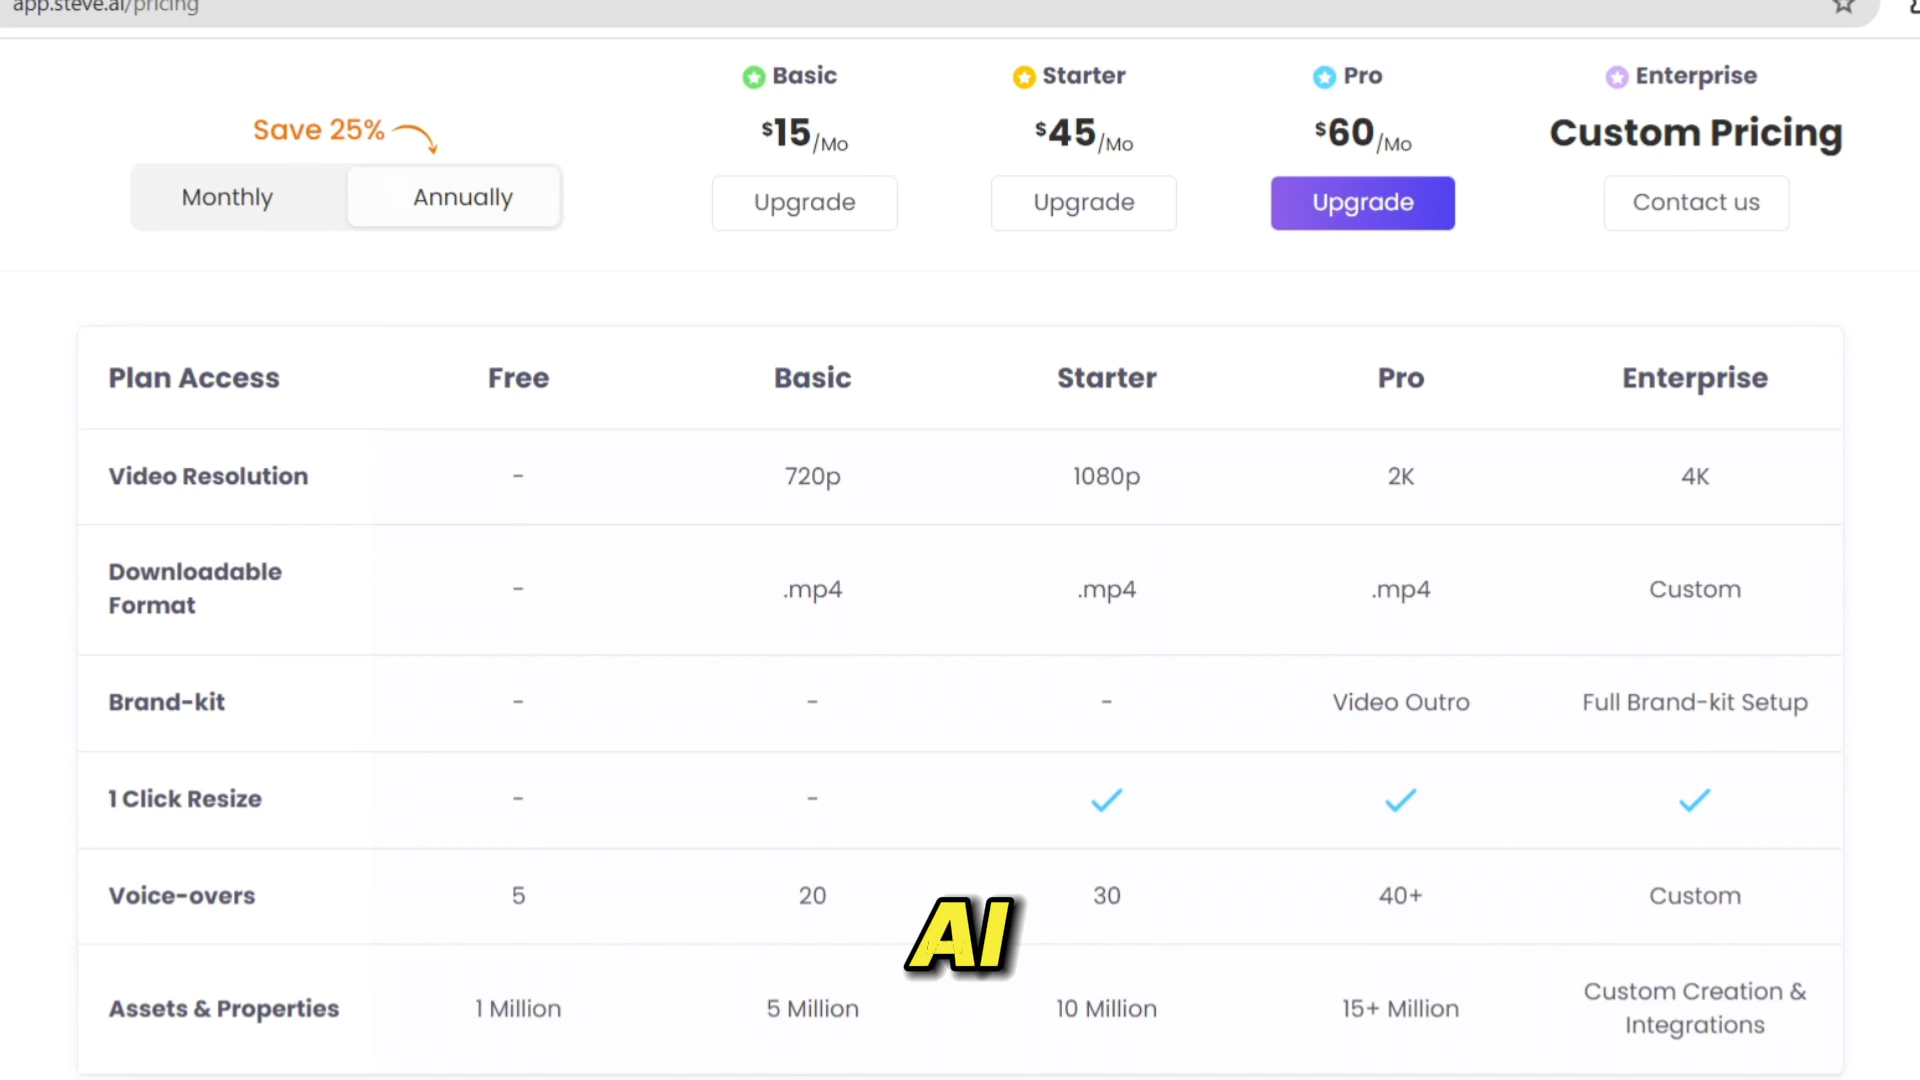 app.steve.ai/pricing
Basic
Starter
Pro
Enterprise
Save 25%
$15/Mo
$45/Mo
$60/Mo
Custom Pricing
Monthly
Annually
Upgrade
Upgrade
Upgrade
Contact us
Plan Access
Free
Basic
Starter
Pro
Enterprise
Video Resolution
-
720p
1080p
2K
4K
Downloadable
Format
-
.mp4
.mp4
.mp4
Custom
Brand-kit
-
-
-
Video Outro
Full Brand-kit Setup
1 Click Resize
-
-
Voice-overs
5
20
30
40+
Custom
AI
Assets & Properties
1 Million
5 Million
10 Million
15+ Million
Custom Creation &
Integrations